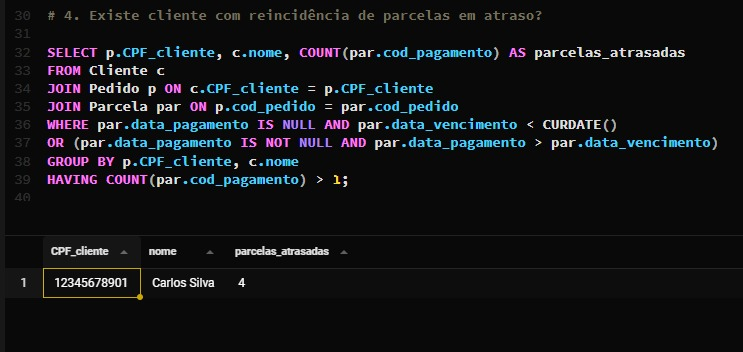 30 # 4. Existe cliente com reincidência de parcelas em atraso?
31
32 SELECT p.CPF_cliente, c.nome, COUNT(par.cod_pagamento) AS parcelas_atrasadas
33 FROM Cliente c
34 JOIN Pedido p ON c.CPF_cliente = p.CPF_cliente
35 JOIN Parcela par ON p.cod_pedido = par.cod_pedido
36 WHERE par.data_pagamento IS NULL AND par.data_vencimento < CURDATE()
37 OR (par.data_pagamento IS NOT NULL AND par.data_pagamento > par.data_vencimento)
38 GROUP BY p.CPF_cliente, c.nome
39 HAVING COUNT(par.cod_pagamento) > 1;
40
CPF_cliente nome parcelas_atrasadas
1 12345678901 Carlos Silva 4